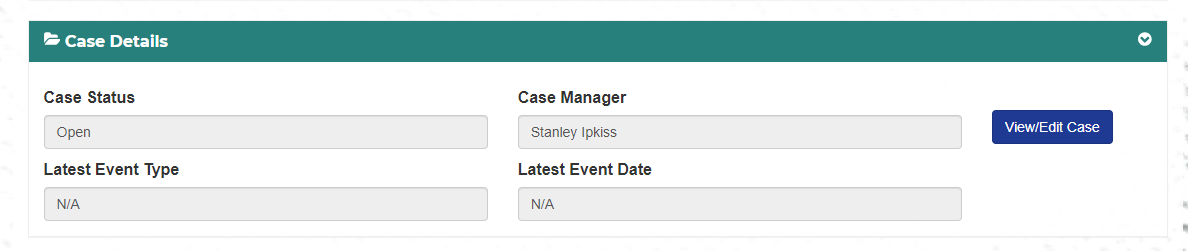 Case Details
Case Status
Case Manager
Open
Stanley Ipkiss
View/Edit Case
Latest Event Type
Latest Event Date
N/A
N/A